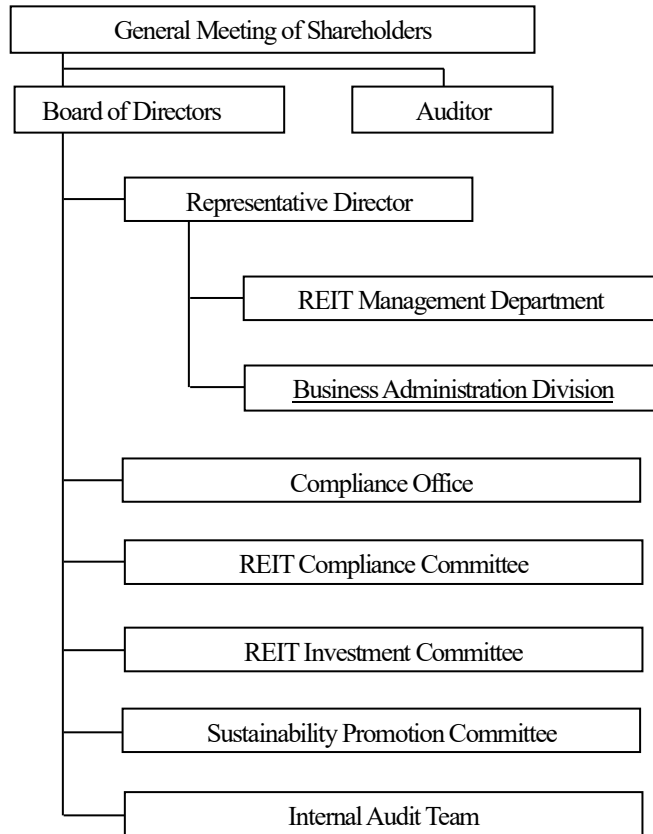 General Meeting of Shareholders
Board of Directors
Auditor
Representative Director
REIT Management Department
Business Administration Division
Compliance Office
REIT Compliance Committee
REIT Investment Committee
Sustainability Promotion Committee
Internal Audit Team